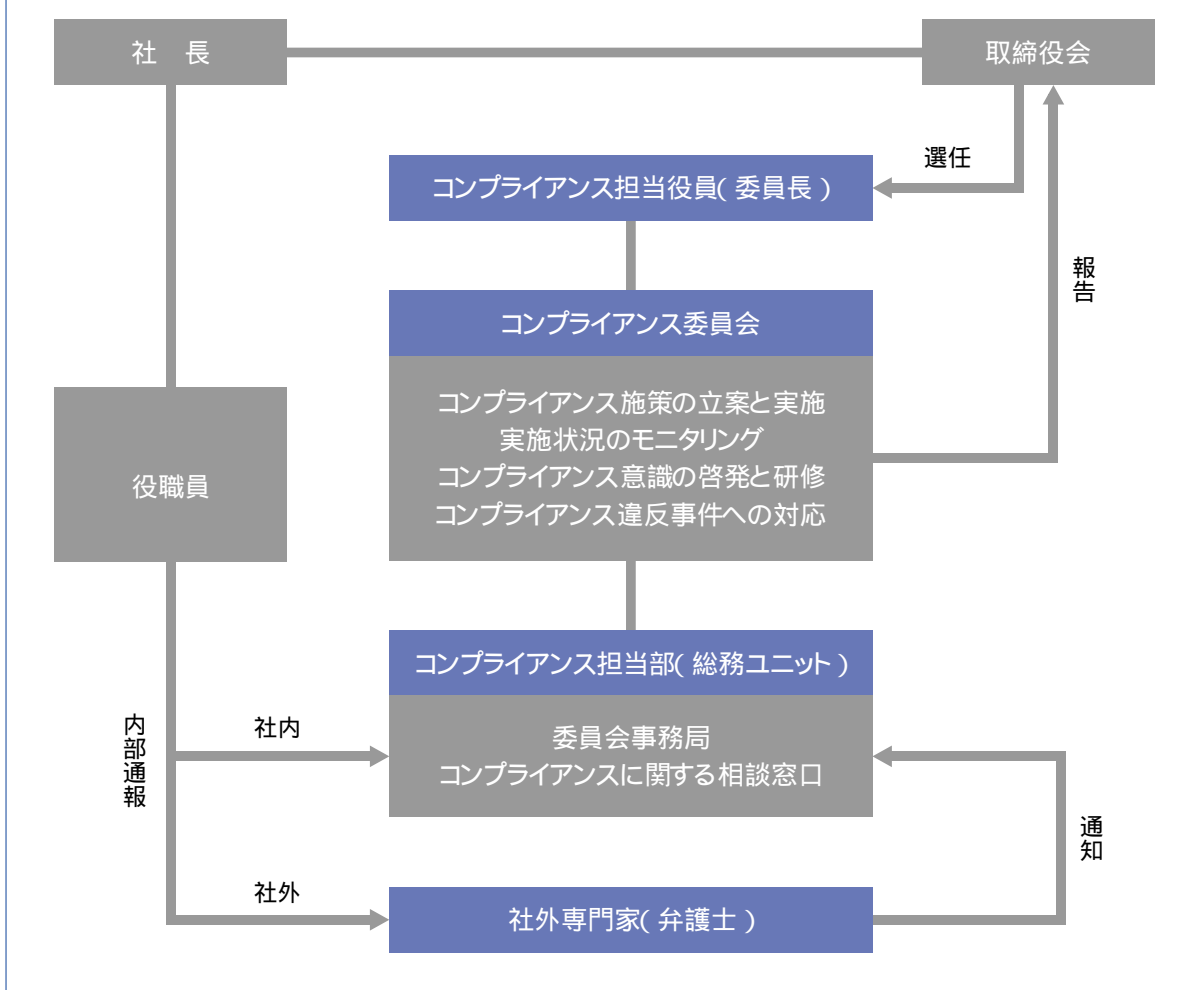 社 長
取締役会
選任
コンプライアンス担当役員(委員長)
報告
コンプライアンス委員会
コンプライアンス施策の立案と実施
実施状況のモニタリング
コンプライアンス意識の啓発と研修
コンプライアンス違反事件への対応
役職員
コンプライアンス担当部(総務ユニット)
内部通報
社内
委員会事務局
コンプライアンスに関する相談窓口
通知
社外
社外専門家(弁護士)